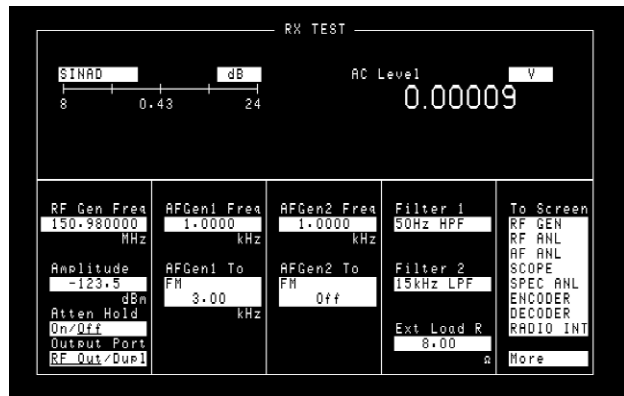 RX TEST
SINAD dB
8 0.43 24
AC Level V
0.00009
RF Gen Freq
150.980000
MHz
Amplitude
-123.5
dBm
Atten Hold
On/Off
Output Port
RF Out/Dupl
AFGen1 Freq
1.0000
kHz
AFGen1 To
FM
3.00
kHz
AFGen2 Freq
1.0000
kHz
AFGen2 To
FM
Off
Filter 1
50Hz HPF
Filter 2
15kHz LPF
Ext Load R
8.00
Ω
To Screen
RF GEN
RF ANL
AF ANL
SCOPE
SPEC ANL
ENCODER
DECODER
RADIO INT
More